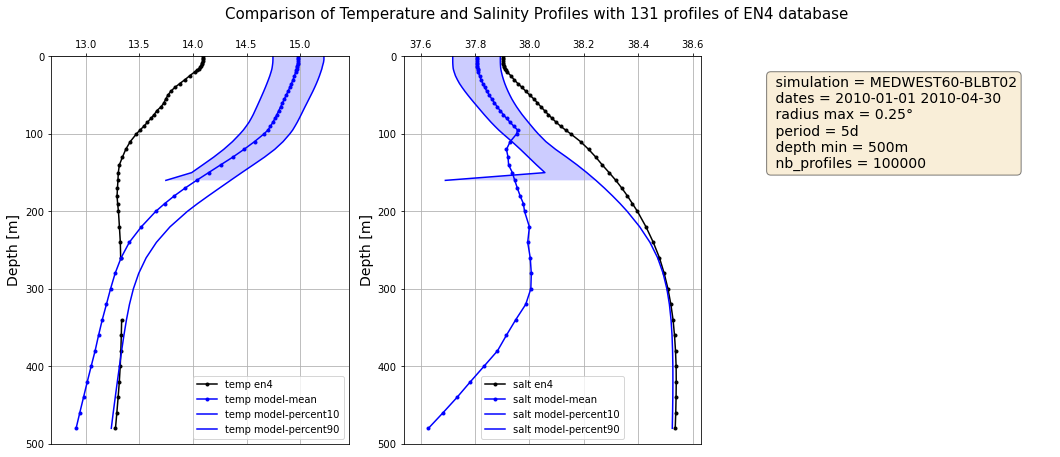 Comparison of Temperature and Salinity Profiles with 131 profiles of EN4 database
13.0 13.5 14.0 14.5 15.0
0
100
200
300
400
500
Depth [m]
temp en4
temp model-mean
temp model-percent10
temp model-percent90
37.6 37.8 38.0 38.2 38.4 38.6
0
100
200
300
400
500
Depth [m]
salt en4
salt model-mean
salt model-percent10
salt model-percent90
simulation = MEDWEST60-BLBT02
dates = 2010-01-01 2010-04-30
radius max = 0.25°
period = 5d
depth min = 500m
nb_profiles = 100000